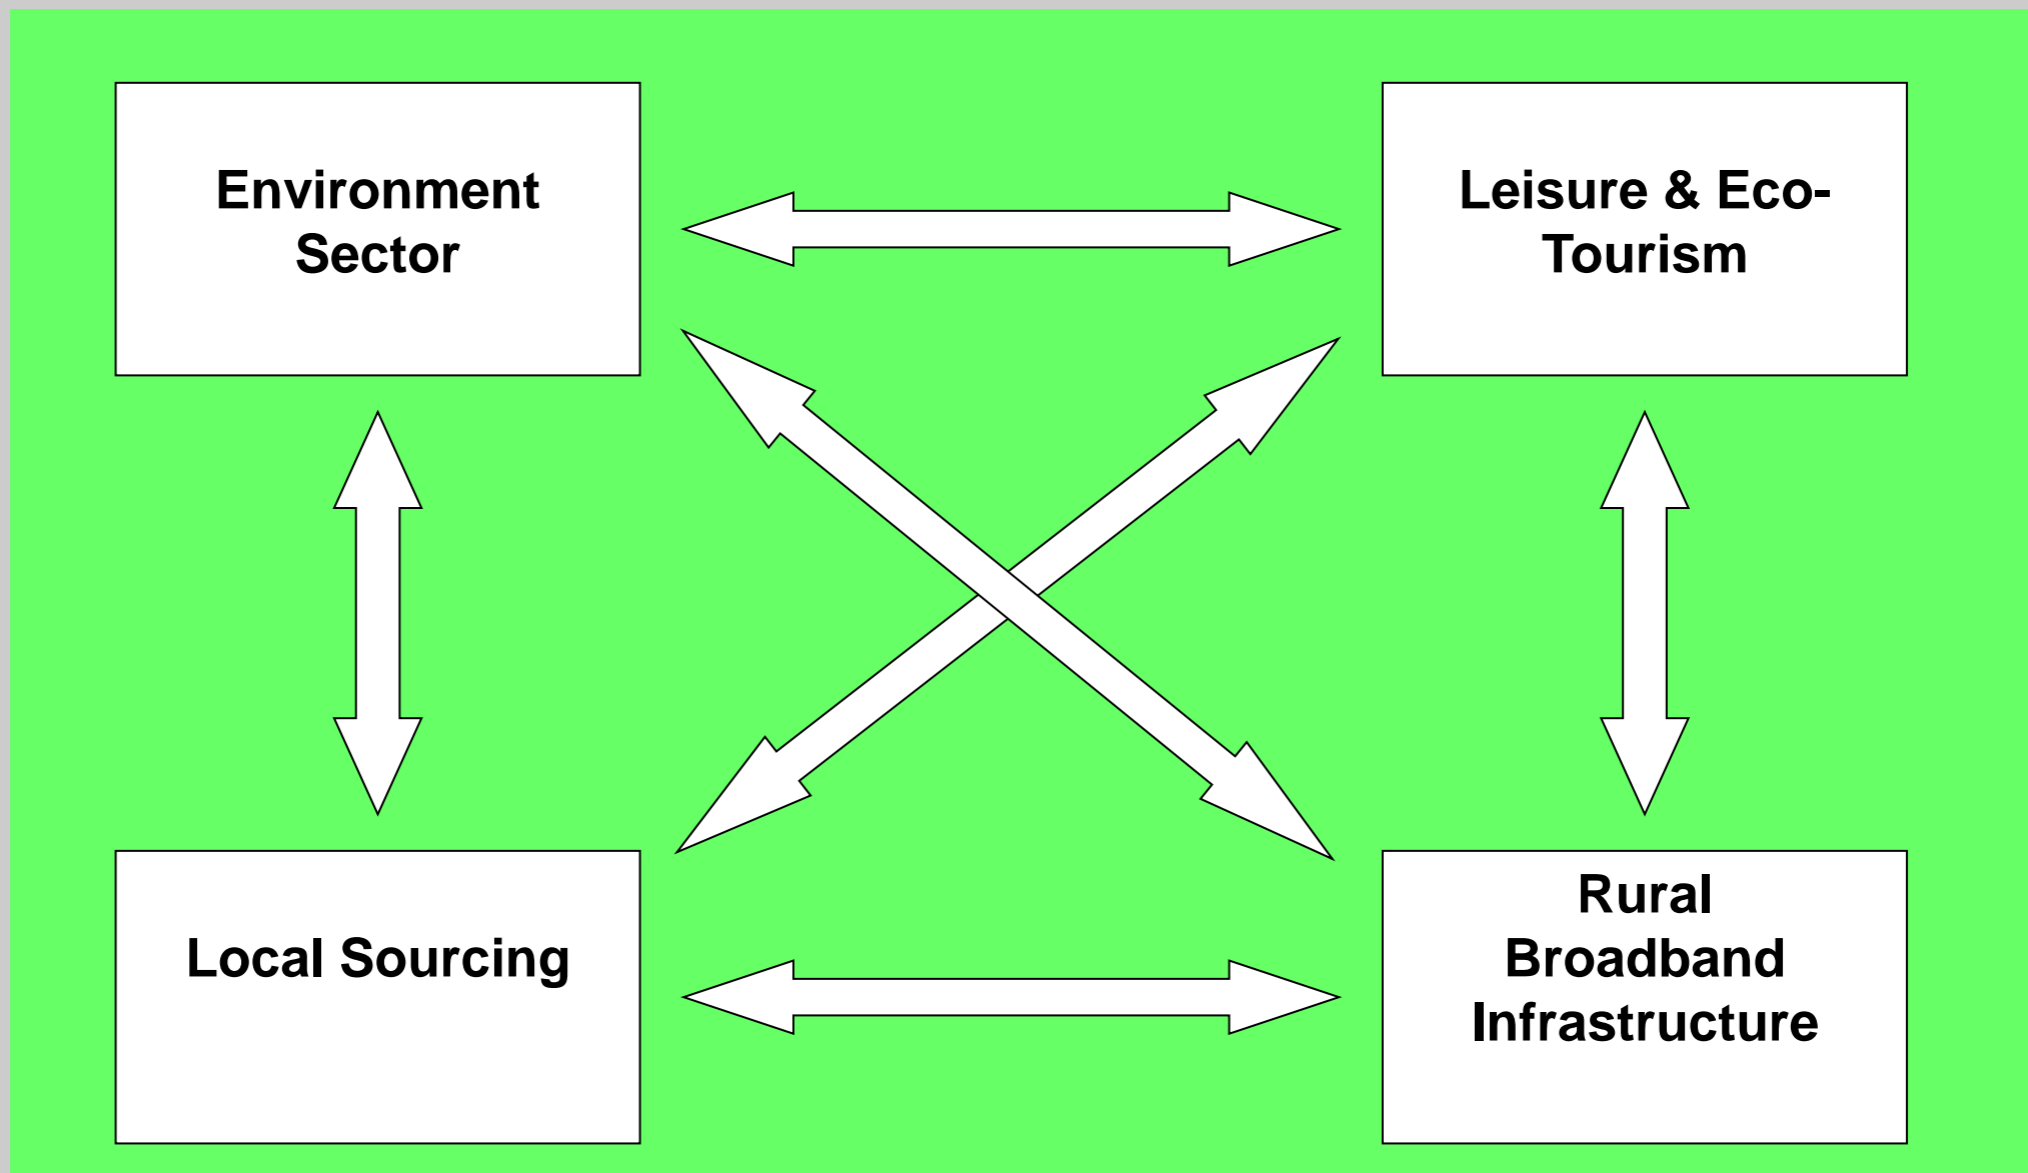 Environment
Sector
Leisure & Eco-
Tourism
Local Sourcing
Rural
Broadband
Infrastructure